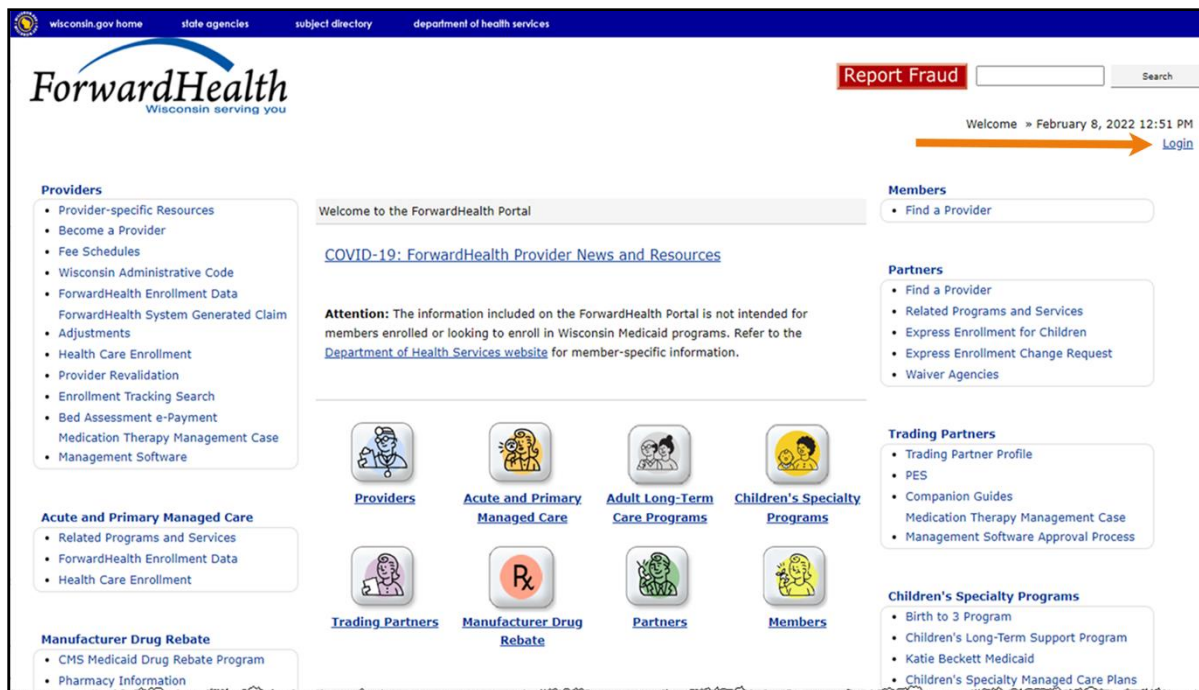 wisconsin.gov home state agencies subject directory department of health services
ForwardHealth
Wisconsin serving you
Report Fraud
Search
Welcome » February 8, 2022 12:51 PM
Login
Providers
• Provider-specific Resources
• Become a Provider
• Fee Schedules
• Wisconsin Administrative Code
• ForwardHealth Enrollment Data
ForwardHealth System Generated Claim
• Adjustments
• Health Care Enrollment
• Provider Revalidation
• Enrollment Tracking Search
• Bed Assessment e-Payment
Medication Therapy Management Case
• Management Software
Acute and Primary Managed Care
• Related Programs and Services
• ForwardHealth Enrollment Data
• Health Care Enrollment
Manufacturer Drug Rebate
• CMS Medicaid Drug Rebate Program
• Pharmacy Information
Welcome to the ForwardHealth Portal
COVID-19: ForwardHealth Provider News and Resources
Attention: The information included on the ForwardHealth Portal is not intended for
members enrolled or looking to enroll in Wisconsin Medicaid programs. Refer to the
Department of Health Services website for member-specific information.
Providers
Acute and Primary
Managed Care
Adult Long-Term
Care Programs
Children's Specialty
Programs
Rx
Trading Partners
Manufacturer Drug
Rebate
Partners
Members
Members
• Find a Provider
Partners
• Find a Provider
• Related Programs and Services
• Express Enrollment for Children
• Express Enrollment Change Request
• Waiver Agencies
Trading Partners
• Trading Partner Profile
• PES
• Companion Guides
Medication Therapy Management Case
• Management Software Approval Process
Children's Specialty Programs
• Birth to 3 Program
• Children's Long-Term Support Program
• Katie Beckett Medicaid
• Children's Specialty Managed Care Plans